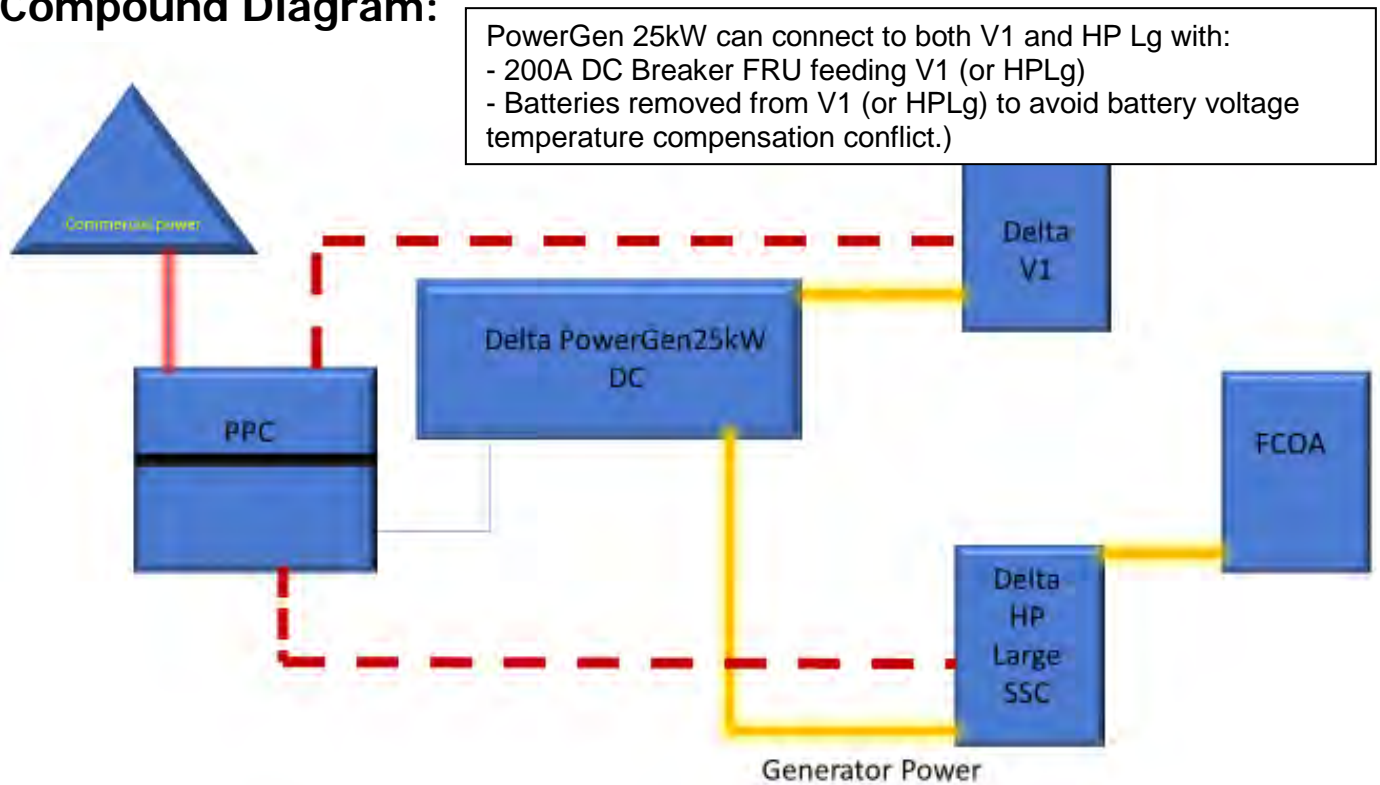 Compound Diagram:
PowerGen 25kW can connect to both V1 and HP Lg with:
- 200A DC Breaker FRU feeding V1 (or HPLg)
- Batteries removed from V1 (or HPLg) to avoid battery voltage
temperature compensation conflict.)
Commercial power
Delta
V1
Delta PowerGen25kW
DC
PPC
FCOA
Delta
HP
Large
SSC
Generator Power